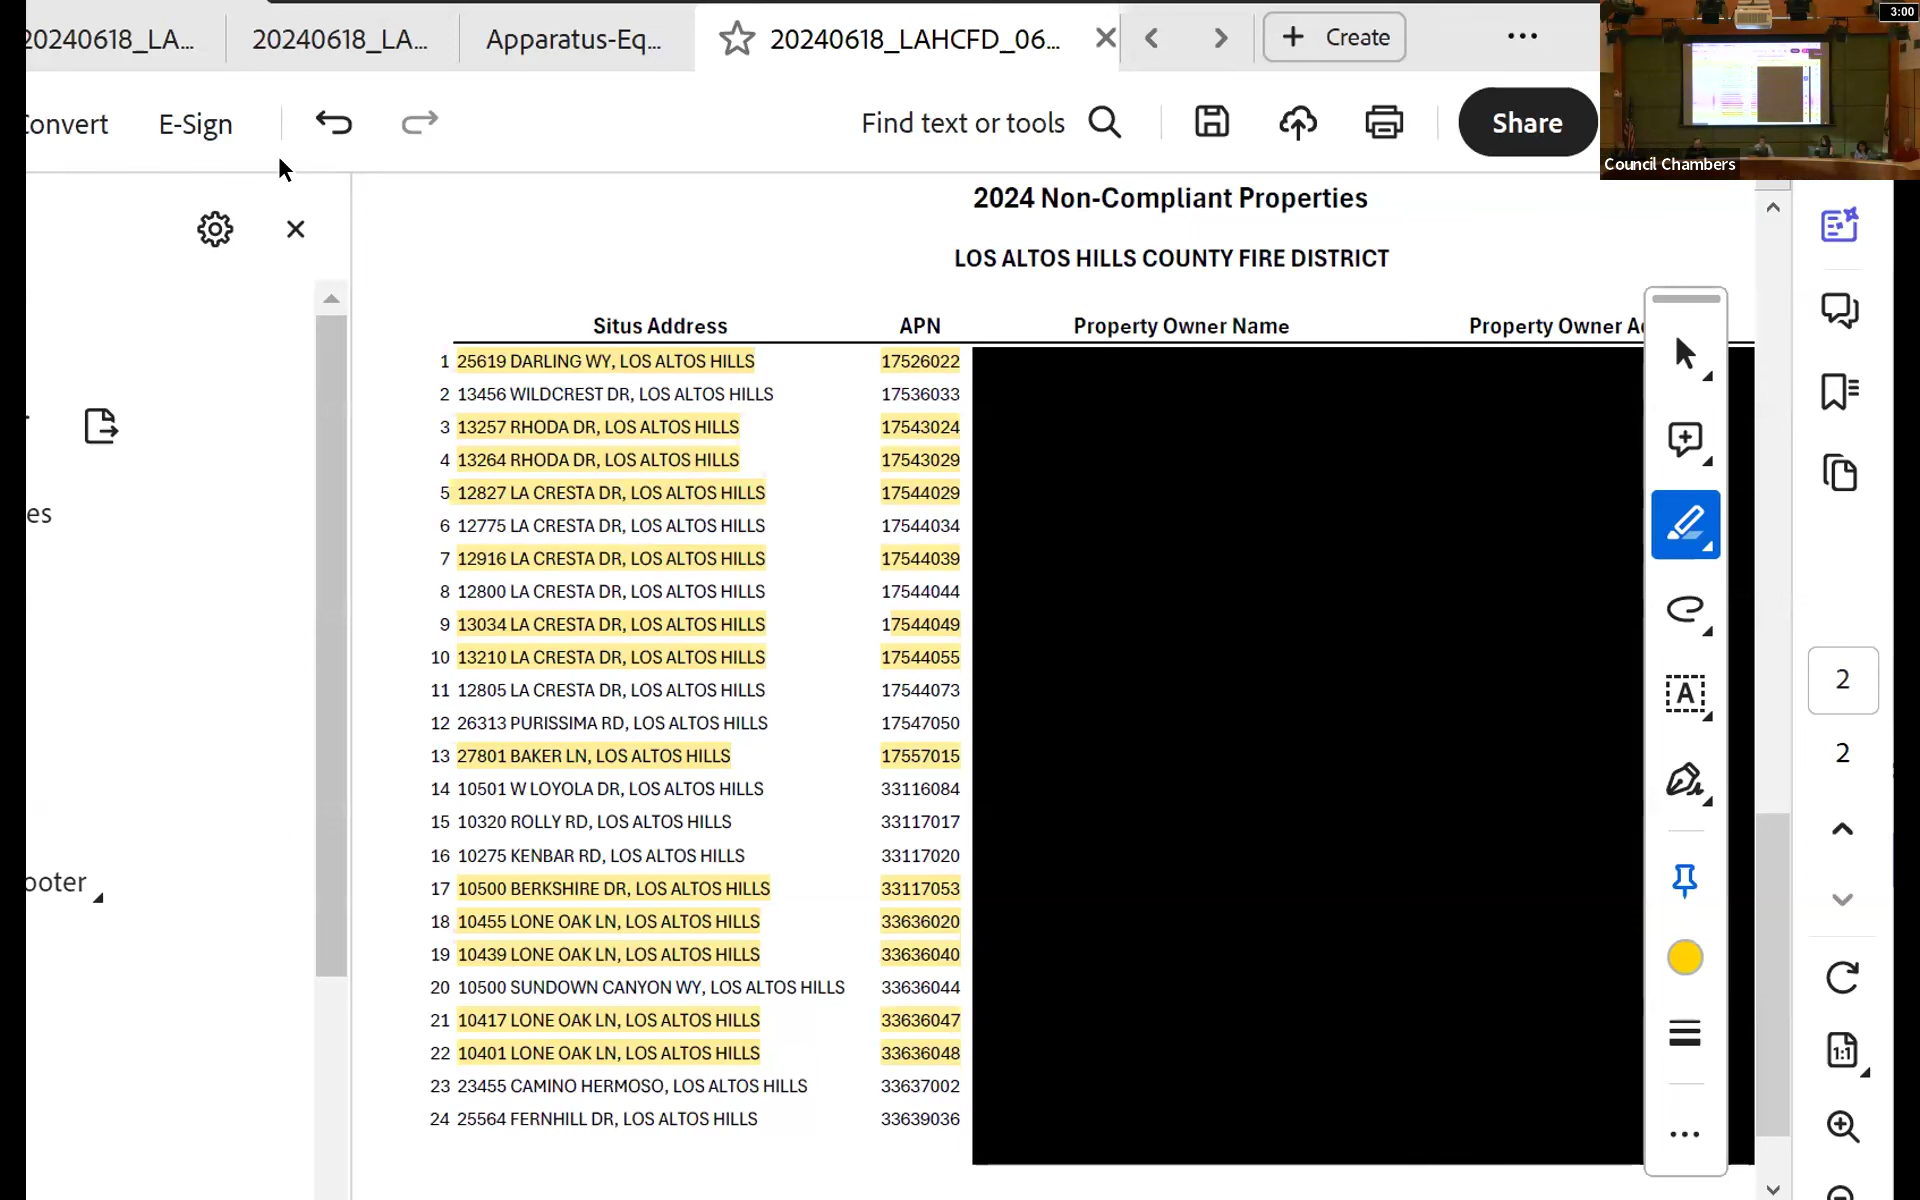 20240618_LA...
20240618_LA...
Apparatus-Eq...
20240618_LAHCFD_06...
Create
3:00
Council Chambers
onvert
E-Sign
Find text or tools
Share
2024 Non-Compliant Properties
LOS ALTOS HILLS COUNTY FIRE DISTRICT
Situs Address APN Property Owner Name Property Owner Ad
1 25619 DARLING WY, LOS ALTOS HILLS 17526022
2 13456 WILDCREST DR, LOS ALTOS HILLS 17536033
3 13257 RHODA DR, LOS ALTOS HILLS 17543024
4 13264 RHODA DR, LOS ALTOS HILLS 17543029
5 12827 LA CRESTA DR, LOS ALTOS HILLS 17544029
6 12775 LA CRESTA DR, LOS ALTOS HILLS 17544034
7 12916 LA CRESTA DR, LOS ALTOS HILLS 17544039
8 12800 LA CRESTA DR, LOS ALTOS HILLS 17544044
9 13034 LA CRESTA DR, LOS ALTOS HILLS 17544049
10 13210 LA CRESTA DR, LOS ALTOS HILLS 17544055
11 12805 LA CRESTA DR, LOS ALTOS HILLS 17544073
12 26313 PURISSIMA RD, LOS ALTOS HILLS 17547050
13 27801 BAKER LN, LOS ALTOS HILLS 17557015
14 10501 W LOYOLA DR, LOS ALTOS HILLS 33116084
15 10320 ROLLY RD, LOS ALTOS HILLS 33117017
16 10275 KENBAR RD, LOS ALTOS HILLS 33117020
17 10500 BERKSHIRE DR, LOS ALTOS HILLS 33117053
18 10455 LONE OAK LN, LOS ALTOS HILLS 33636020
19 10439 LONE OAK LN, LOS ALTOS HILLS 33636040
20 10500 SUNDOWN CANYON WY, LOS ALTOS HILLS 33636044
21 10417 LONE OAK LN, LOS ALTOS HILLS 33636047
22 10401 LONE OAK LN, LOS ALTOS HILLS 33636048
23 23455 CAMINO HERMOSO, LOS ALTOS HILLS 33637002
24 25564 FERNHILL DR, LOS ALTOS HILLS 33639036
es
ooter
A
2
2
1:1